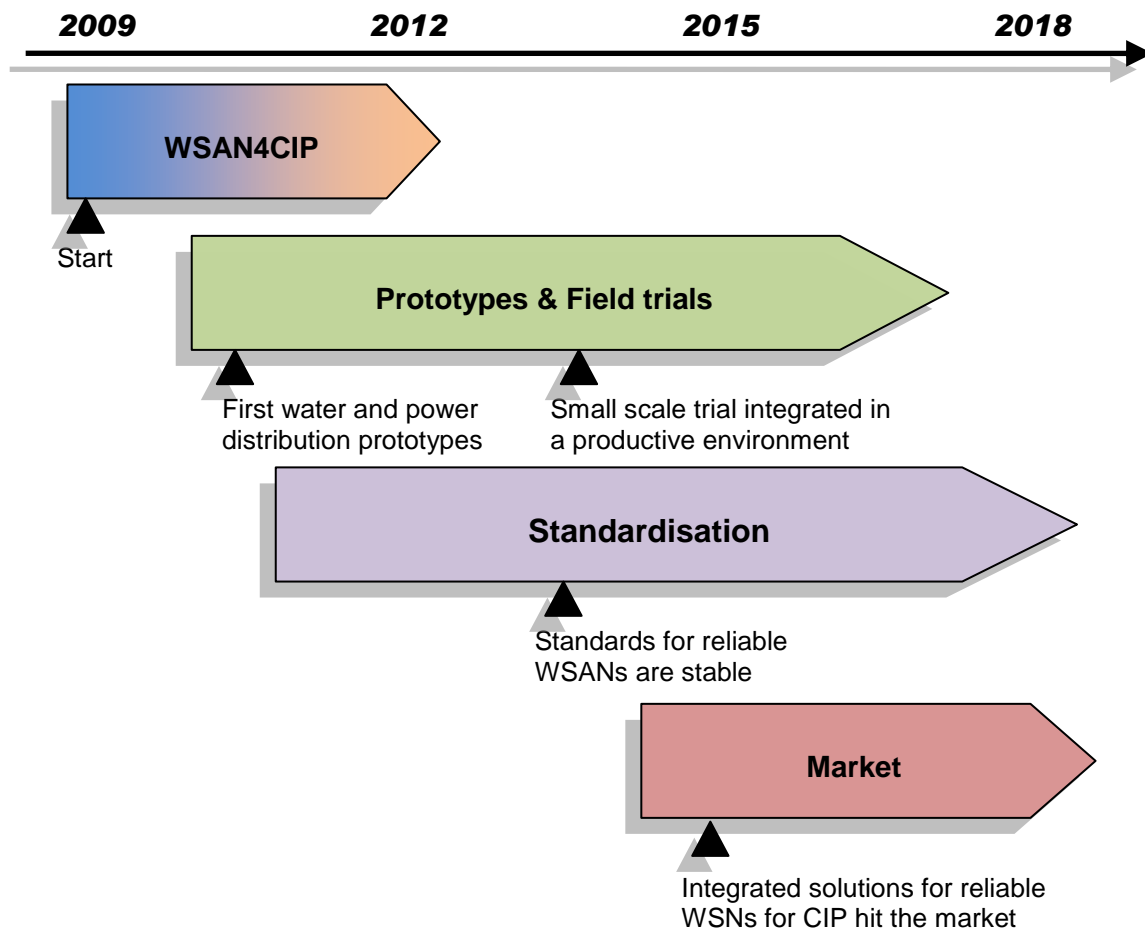 2009 2012 2015 2018
WSAN4CIP
Start
Prototypes & Field trials
First water and power
distribution prototypes
Small scale trial integrated in
a productive environment
Standardisation
Standards for reliable
WSANs are stable
Market
Integrated solutions for reliable
WSNs for CIP hit the market